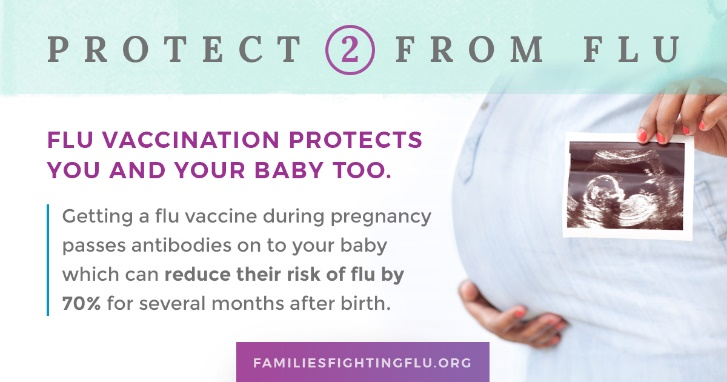 PROTECT 2 FROM FLU
FLU VACCINATION PROTECTS
YOU AND YOUR BABY TOO.
Getting a flu vaccine during pregnancy
passes antibodies on to your baby
which can reduce their risk of flu by
70% for several months after birth.
FAMILIESFIGHTINGFLU.ORG